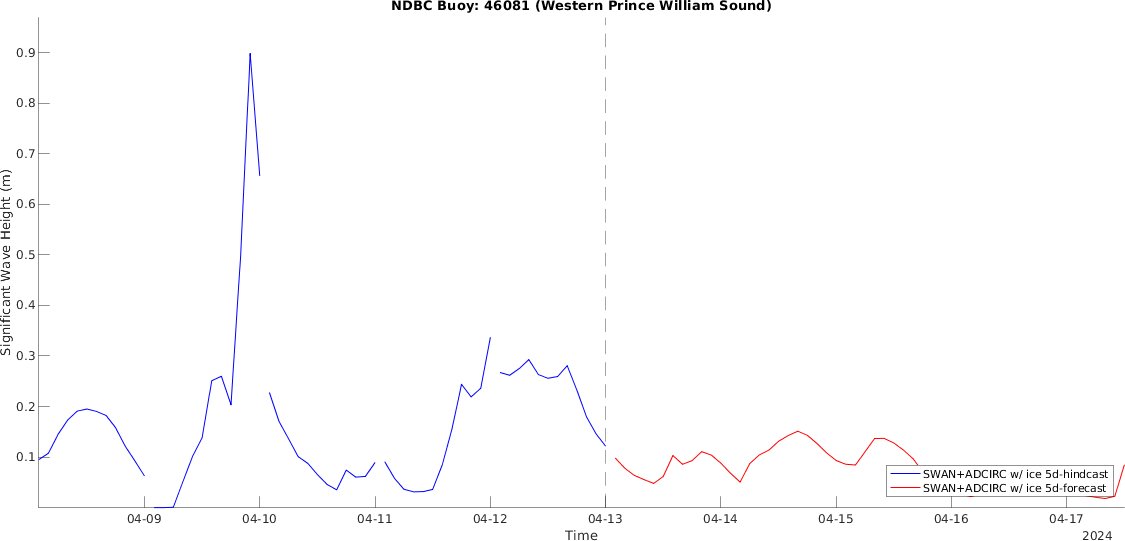 NDBC Buoy: 46081 (Western Prince William Sound)
Significant Wave Height (m)
0.9
0.8
0.7
0.6
0.5
0.4
0.3
0.2
0.1
SWAN+ADCIRC w/ ice 5d-hindcast
SWAN+ADCIRC w/ ice 5d-forecast
04-09 04-10 04-11 04-12 04-13 04-14 04-15 04-16 04-17
Time
2024